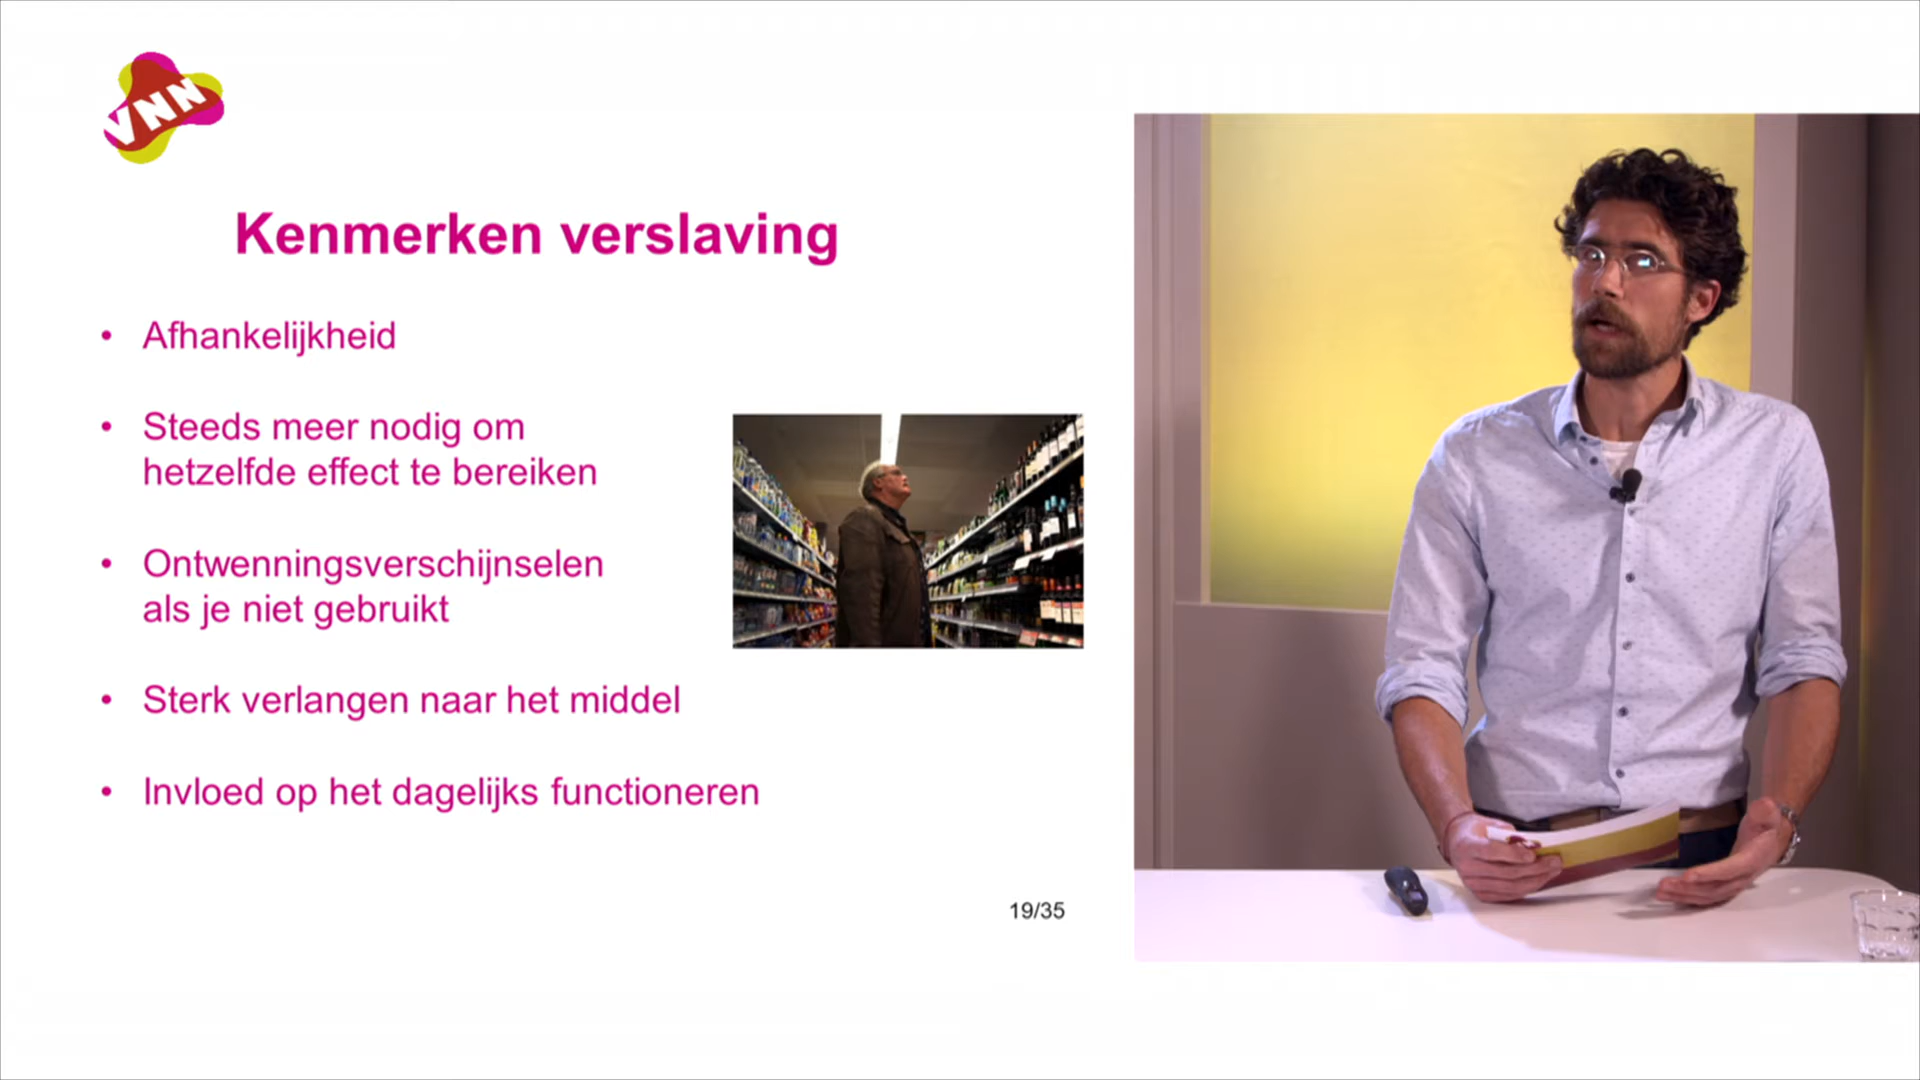 VNN
Kenmerken verslaving
• Afhankelijkheid
• Steeds meer nodig om
hetzelfde effect te bereiken
• Ontwenningsverschijnselen
als je niet gebruikt
• Sterk verlangen naar het middel
• Invloed op het dagelijks functioneren
19/35